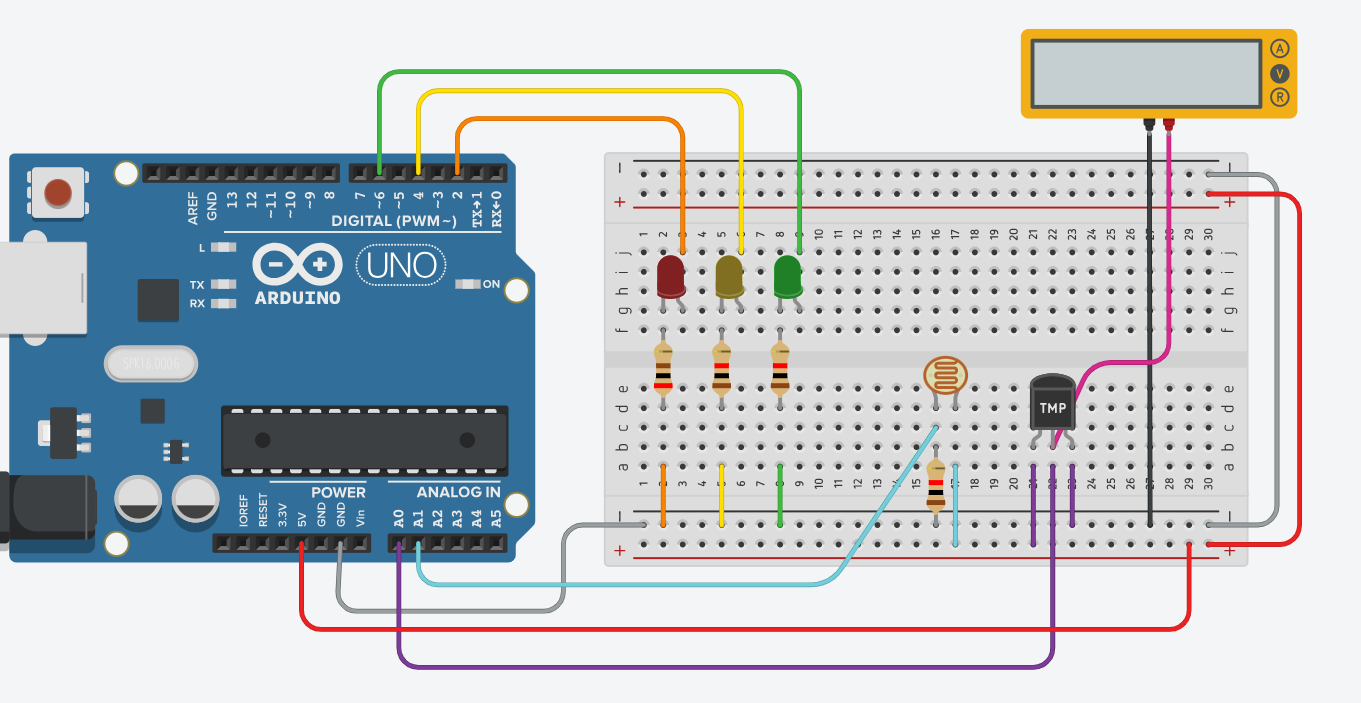 A
V
R
AREF
GND
13
12
~11
~10
~9
8
7
~6
~5
4
~3
2
TX→1
RX←0
DIGITAL (PWM~)
L
TX
RX
UNO
ARDUINO
ON
SPK16.000G
POWER
ANALOG IN
IOREF
RESET
3.3V
5V
GND
GND
Vin
A0
A1
A2
A3
A4
A5
- -
+ +
1 2 3 4 5 6 7 8 9 10 11 12 13 14 15 16 17 18 19 20 21 22 23 24 25 26 27 28 29 30
j j
i i
h h
g g
f f
e e
d d
c c
b b
a a
TMP
1 2 3 4 5 6 7 8 9 10 11 12 13 14 15 16 17 18 19 20 21 22 23 24 25 26 27 28 29 30
- -
+ +